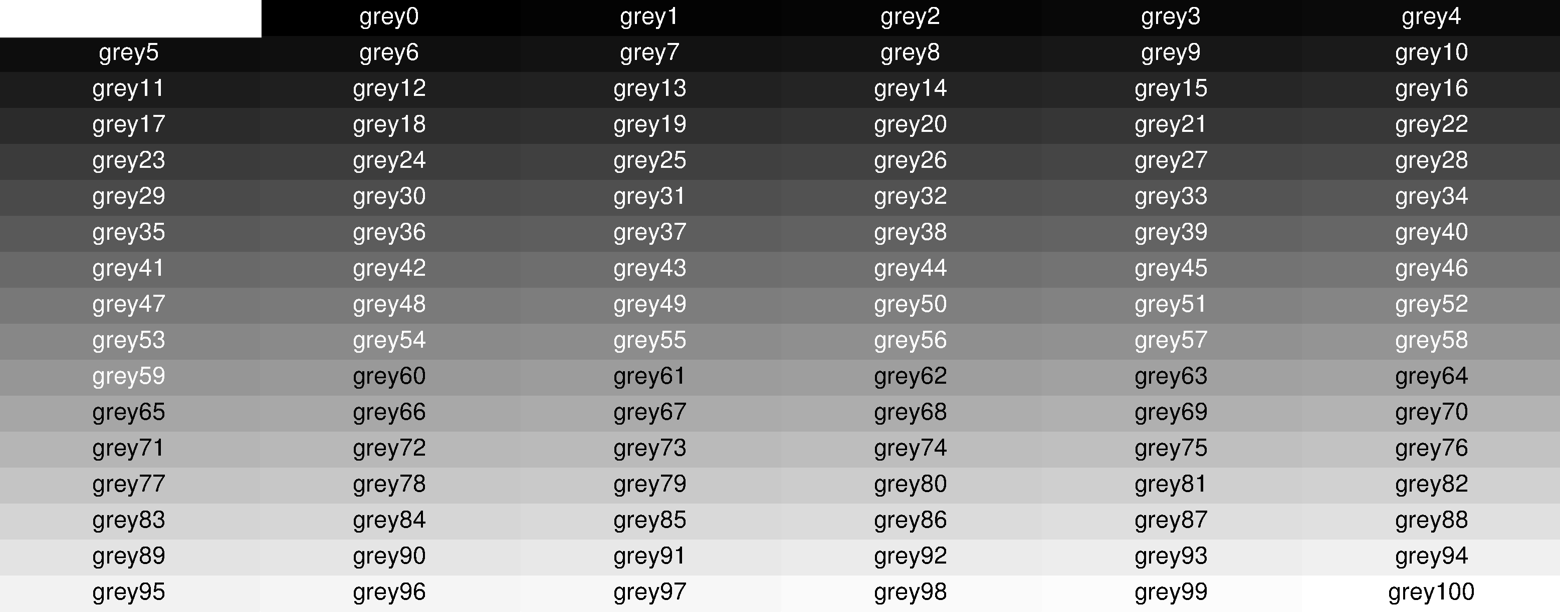 grey0 grey1 grey2 grey3 grey4
grey5 grey6 grey7 grey8 grey9 grey10
grey11 grey12 grey13 grey14 grey15 grey16
grey17 grey18 grey19 grey20 grey21 grey22
grey23 grey24 grey25 grey26 grey27 grey28
grey29 grey30 grey31 grey32 grey33 grey34
grey35 grey36 grey37 grey38 grey39 grey40
grey41 grey42 grey43 grey44 grey45 grey46
grey47 grey48 grey49 grey50 grey51 grey52
grey53 grey54 grey55 grey56 grey57 grey58
grey59 grey60 grey61 grey62 grey63 grey64
grey65 grey66 grey67 grey68 grey69 grey70
grey71 grey72 grey73 grey74 grey75 grey76
grey77 grey78 grey79 grey80 grey81 grey82
grey83 grey84 grey85 grey86 grey87 grey88
grey89 grey90 grey91 grey92 grey93 grey94
grey95 grey96 grey97 grey98 grey99 grey100